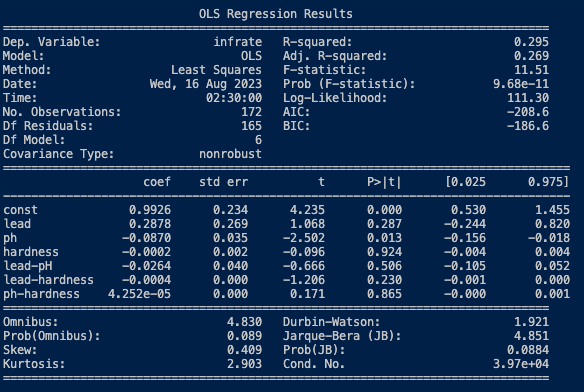 OLS Regression Results
==============================================================================
Dep. Variable: infrate R-squared: 0.295
Model: OLS Adj. R-squared: 0.269
Method: Least Squares F-statistic: 11.51
Date: Wed, 16 Aug 2023 Prob (F-statistic): 9.68e-11
Time: 02:30:00 Log-Likelihood: 111.30
No. Observations: 172 AIC: -208.6
Df Residuals: 165 BIC: -186.6
Df Model: 6
Covariance Type: nonrobust
=================================================================================
coef std err t P>|t| [0.025 0.975]
---------------------------------------------------------------------------------
const 0.9926 0.234 4.235 0.000 0.530 1.455
lead 0.2878 0.269 1.068 0.287 -0.244 0.820
ph -0.0870 0.035 -2.502 0.013 -0.156 -0.018
hardness -0.0002 0.002 -0.096 0.924 -0.004 0.004
lead-pH -0.0264 0.040 -0.666 0.506 -0.105 0.052
lead-hardness -0.0004 0.000 -1.206 0.230 -0.001 0.000
ph-hardness 4.252e-05 0.000 0.171 0.865 -0.000 0.001
==============================================================================
Omnibus: 4.830 Durbin-Watson: 1.921
Prob(Omnibus): 0.089 Jarque-Bera (JB): 4.851
Skew: 0.409 Prob(JB): 0.0884
Kurtosis: 2.903 Cond. No. 3.97e+04
==============================================================================